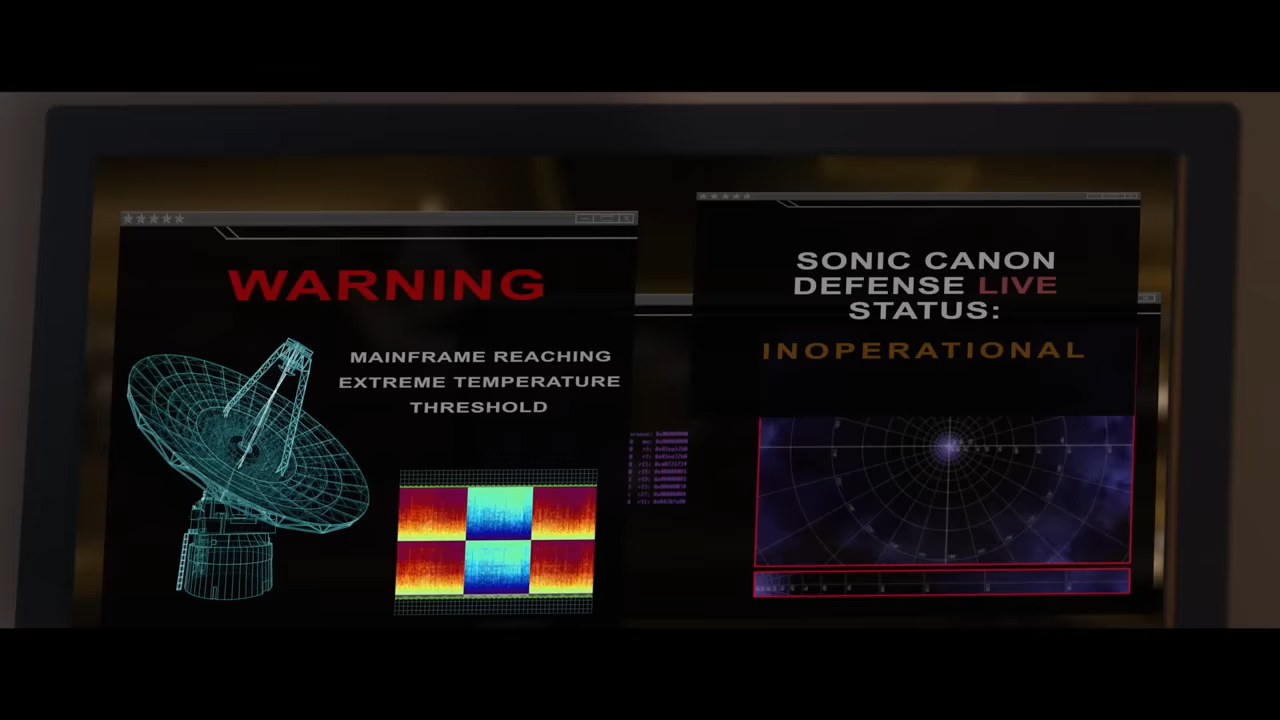 WARNING
MAINFRAME REACHING
EXTREME TEMPERATURE
THRESHOLD
SONIC CANON
DEFENSE LIVE
STATUS:
INOPERATIONAL